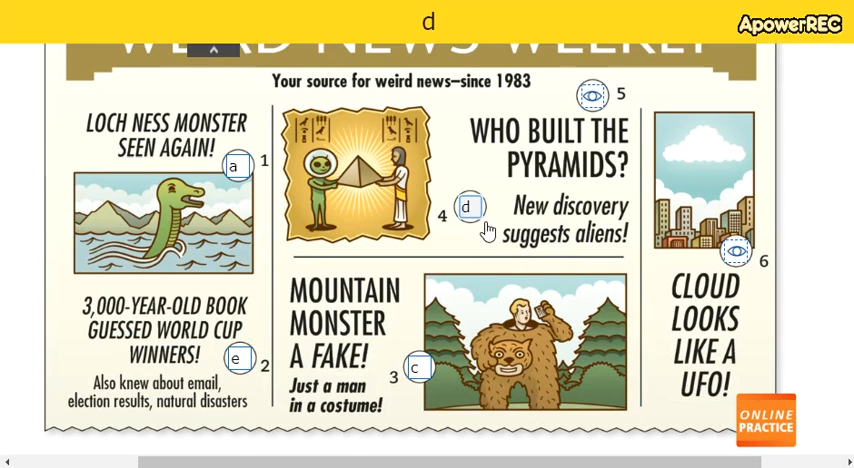 d
ApowerREC
WEIRD NEWS WEEKLY
Your source for weird news—since 1983
LOCH NESS MONSTER
SEEN AGAIN!
a
1
3,000-YEAR-OLD BOOK
GUESSED WORLD CUP
WINNERS!
e
2
Also knew about email,
election results, natural disasters
5
WHO BUILT THE
PYRAMIDS?
4
d
New discovery
suggests aliens!
MOUNTAIN
MONSTER
A FAKE!
Just a man
in a costume!
3
c
6
CLOUD
LOOKS
LIKE A
UFO!
ONLINE
PRACTICE